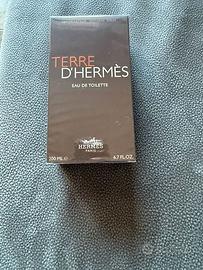 TERRE
D'HERMÈS
EAU DE TOILETTE
HERMÈS
PARIS
200 ML ℮ 6.7 FL.OZ.